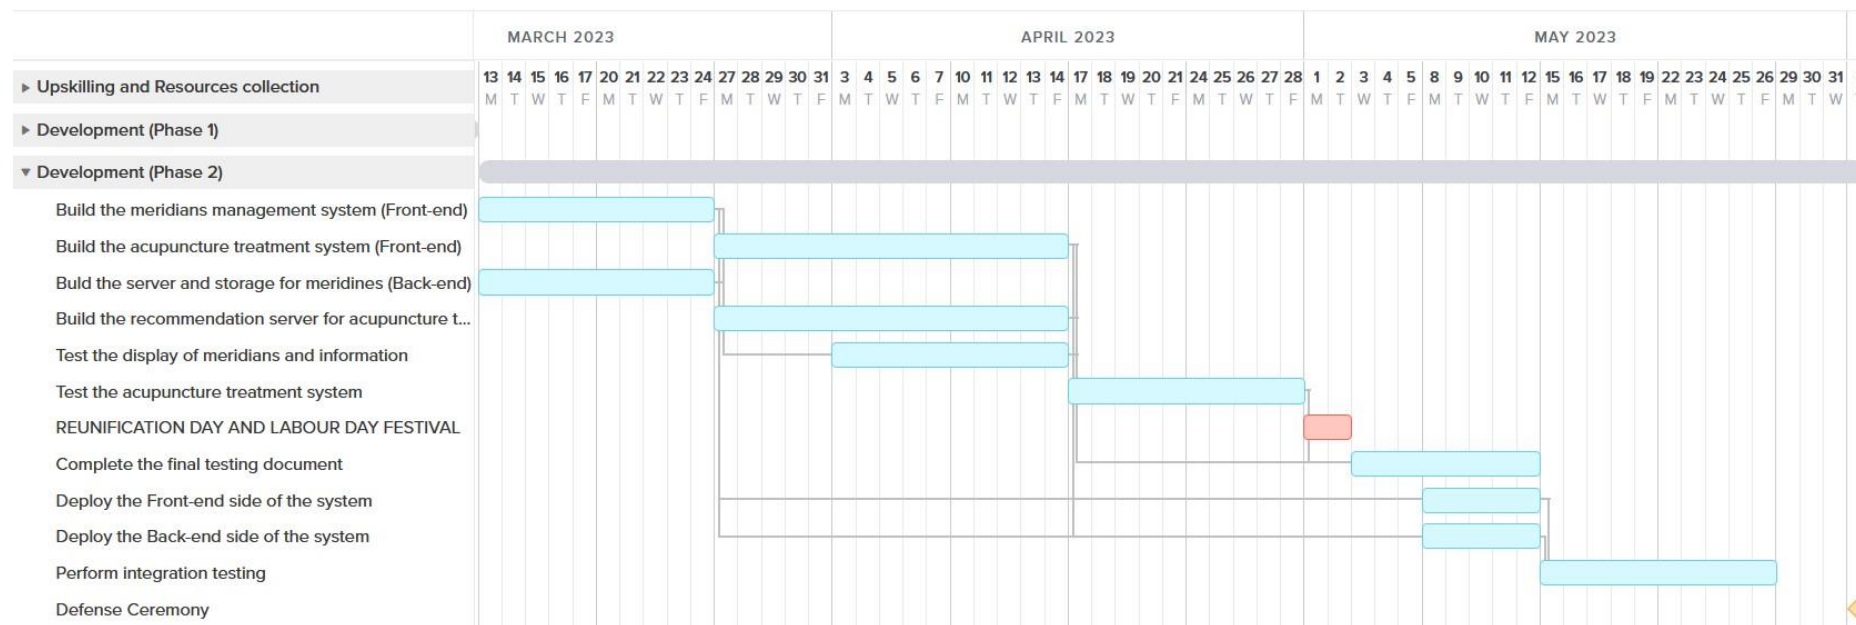 MARCH 2023 APRIL 2023 MAY 2023
13 14 15 16 17 20 21 22 23 24 27 28 29 30 31 3 4 5 6 7 10 11 12 13 14 17 18 19 20 21 24 25 26 27 28 1 2 3 4 5 8 9 10 11 12 15 16 17 18 19 22 23 24 25 26 29 30 31
M T W T F M T W T F M T W T F M T W T F M T W T F M T W T F M T W T F M T W T F M T W T F M T W T F M T W T F M T W
Upskilling and Resources collection
Development (Phase 1)
Development (Phase 2)
Build the meridians management system (Front-end)
Build the acupuncture treatment system (Front-end)
Buld the server and storage for meridines (Back-end)
Build the recommendation server for acupuncture t...
Test the display of meridians and information
Test the acupuncture treatment system
REUNIFICATION DAY AND LABOUR DAY FESTIVAL
Complete the final testing document
Deploy the Front-end side of the system
Deploy the Back-end side of the system
Perform integration testing
Defense Ceremony